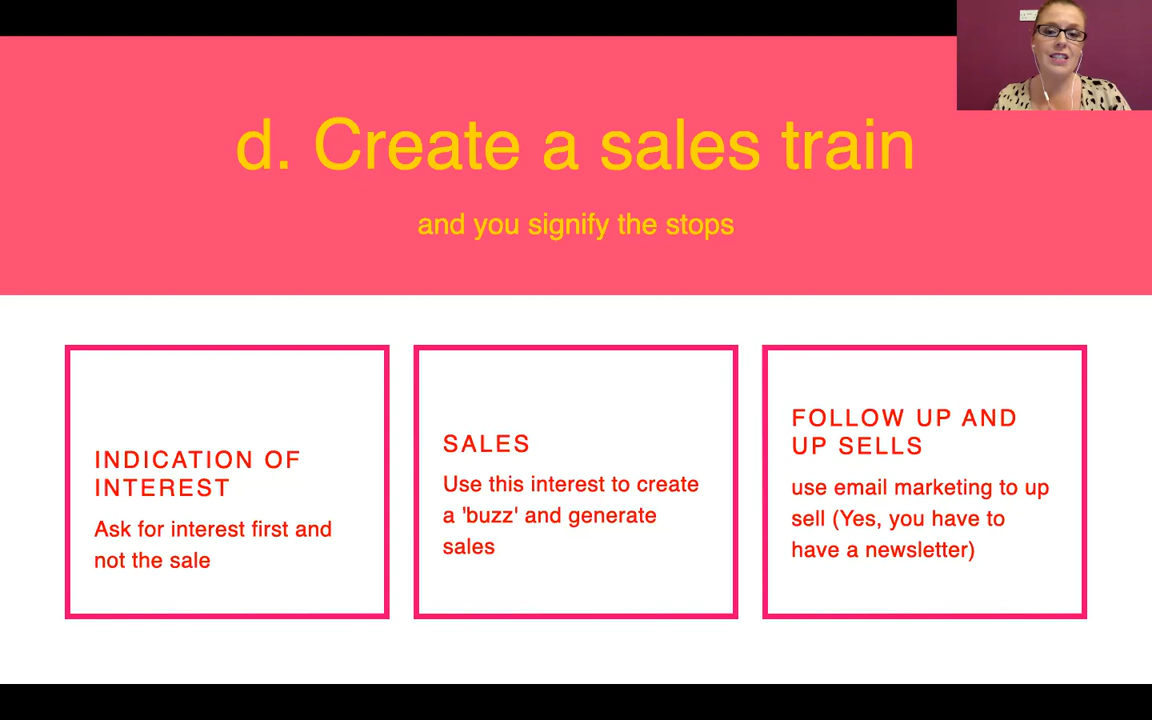 d. Create a sales train
and you signify the stops
INDICATION OF
INTEREST
Ask for interest first and
not the sale
SALES
Use this interest to create
a 'buzz' and generate
sales
FOLLOW UP AND
UP SELLS
use email marketing to up
sell (Yes, you have to
have a newsletter)